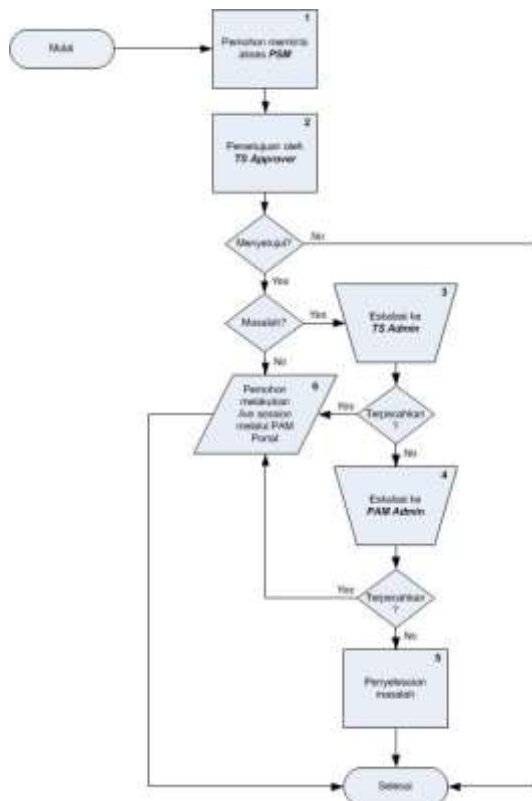 Mulai
1
Pemohon meminta
akses PSM
2
Persetujuan oleh
TS Approver
Menyetujui?
No
Yes
Masalah?
Yes
3
Eskalasi ke
TS Admin
No
6
Pemohon
melakukan
live session
melalui PAM
Portal
Yes
Terpecahkan
?
No
4
Eskalasi ke
PAM Admin
Yes
Terpecahkan
?
No
5
Penyelesaian
masalah
Selesai